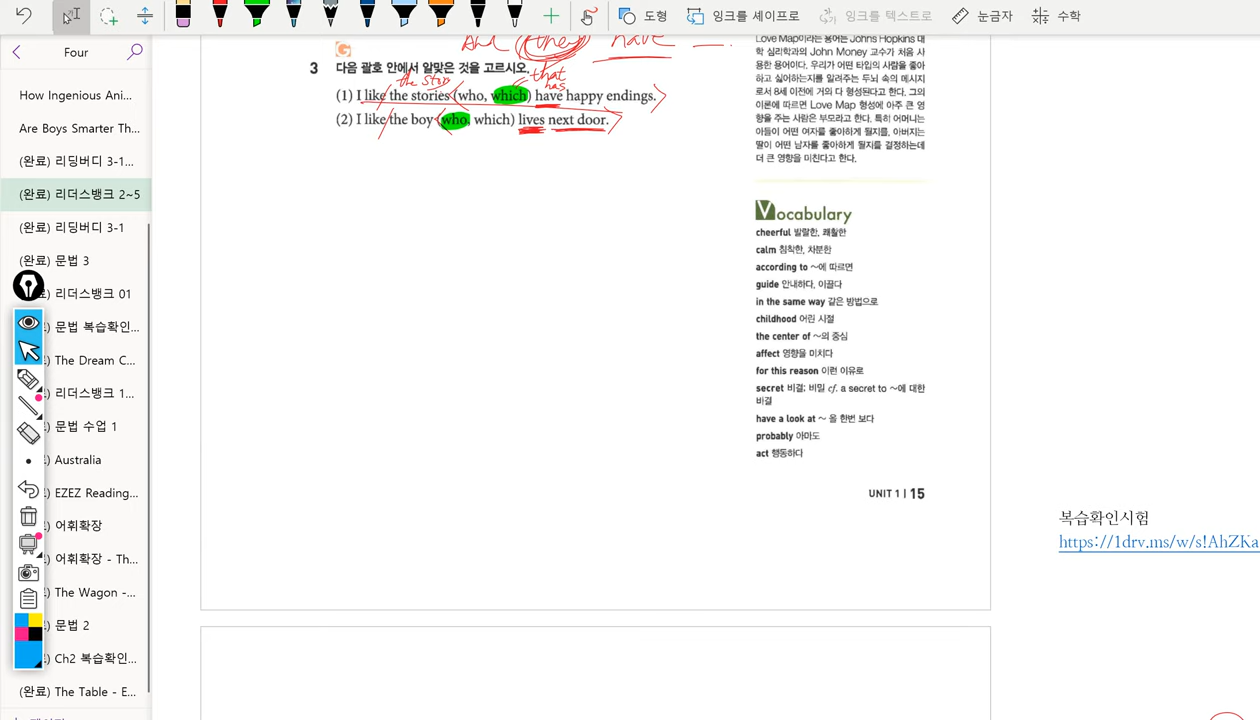 도형
잉크를 셰이프로
잉크를 텍스트로
눈금자
수학
Four
How Ingenious Ani...
Are Boys Smarter Th...
(완료) 리딩버디 3-1...
(완료) 리더스뱅크 2~5
(완료) 리딩버디 3-1
(완료) 문법 3
) 리더스뱅크 01
) 문법 복습확인...
) The Dream C...
) 리더스뱅크 1...
) 문법 수업 1
) Australia
) EZEZ Reading...
) 어휘확장
) 어휘확장 - Th...
) The Wagon -...
) 문법 2
) Ch2 복습확인...
(완료) The Table - E...
And they have
G
3 다음 괄호 안에서 알맞은 것을 고르시오.
that
the stor
has
(1) I like the stories (who, which) have happy endings.
(2) I like the boy (who, which) lives next door.
Love Map이라는 용어는 Johns Hopkins 대
학 심리학과의 John Money 교수가 처음 사
용한 용어이다. 우리가 어떤 타입의 사람을 좋아
하고 싫어하는지를 알려주는 두뇌 속의 메시지
로서 8세 이전에 거의 다 형성된다고 한다. 그의
이론에 따르면 Love Map 형성에 아주 큰 영
향을 주는 사람은 부모라고 한다. 특히 어머니는
아들이 어떤 여자를 좋아하게 될지를, 아버지는
딸이 어떤 남자를 좋아하게 될지를 결정하는데
더 큰 영향을 미친다고 한다.
Vocabulary
cheerful 발랄한, 쾌활한
calm 침착한, 차분한
according to ~에 따르면
guide 안내하다, 이끌다
in the same way 같은 방법으로
childhood 어린 시절
the center of ~의 중심
affect 영향을 미치다
for this reason 이런 이유로
secret 비결; 비밀 cf. a secret to ~에 대한
비결
have a look at ~ 을 한번 보다
probably 아마도
act 행동하다
UNIT 1 | 15
복습확인시험
https://1drv.ms/w/s!AhZKa